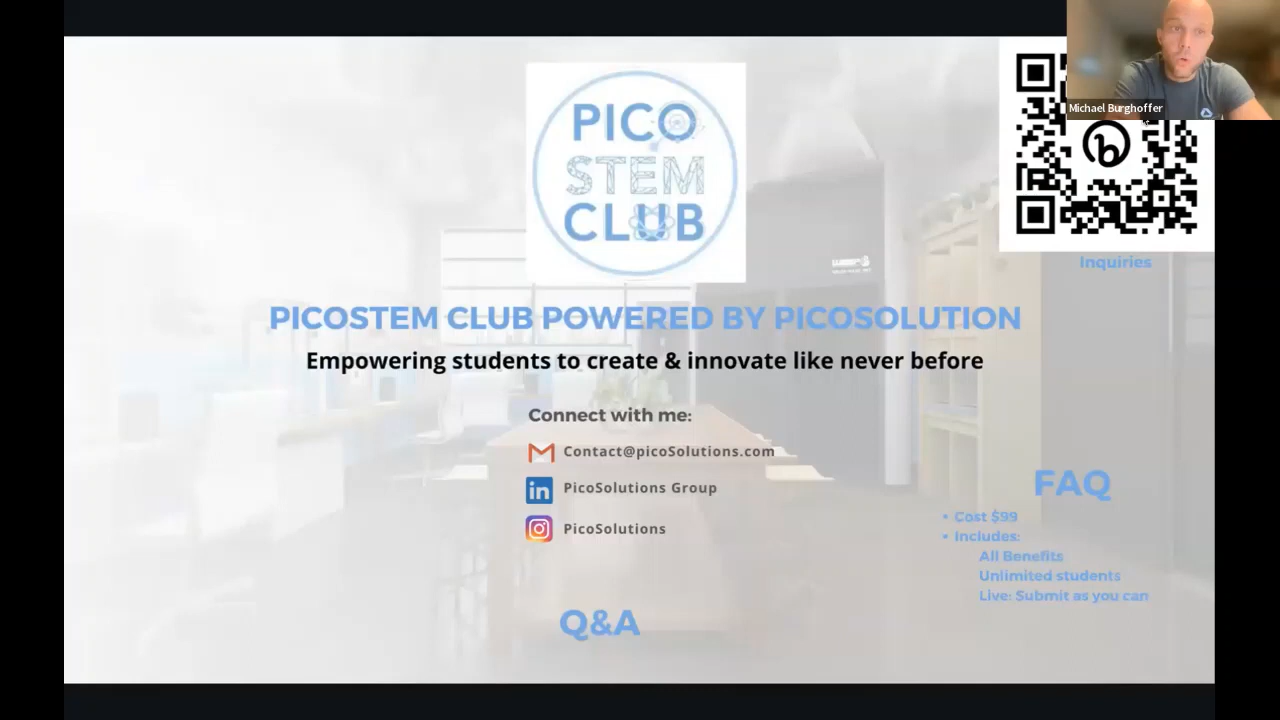 Michael Burghoffer
PICO
STEM
CLUB
Inquiries
PICOSTEM CLUB POWERED BY PICOSOLUTION
Empowering students to create & innovate like never before
Connect with me:
Contact@picoSolutions.com
in PicoSolutions Group
PicoSolutions
FAQ
• Cost $99
• Includes:
All Benefits
Unlimited students
Live: Submit as you can
Q&A